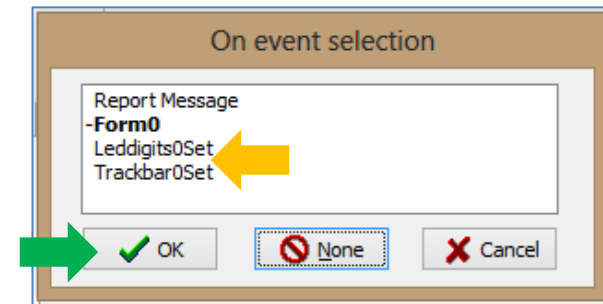 On event selection
Report Message
-Form0
Leddigits0Set
Trackbar0Set
OK
None
Cancel